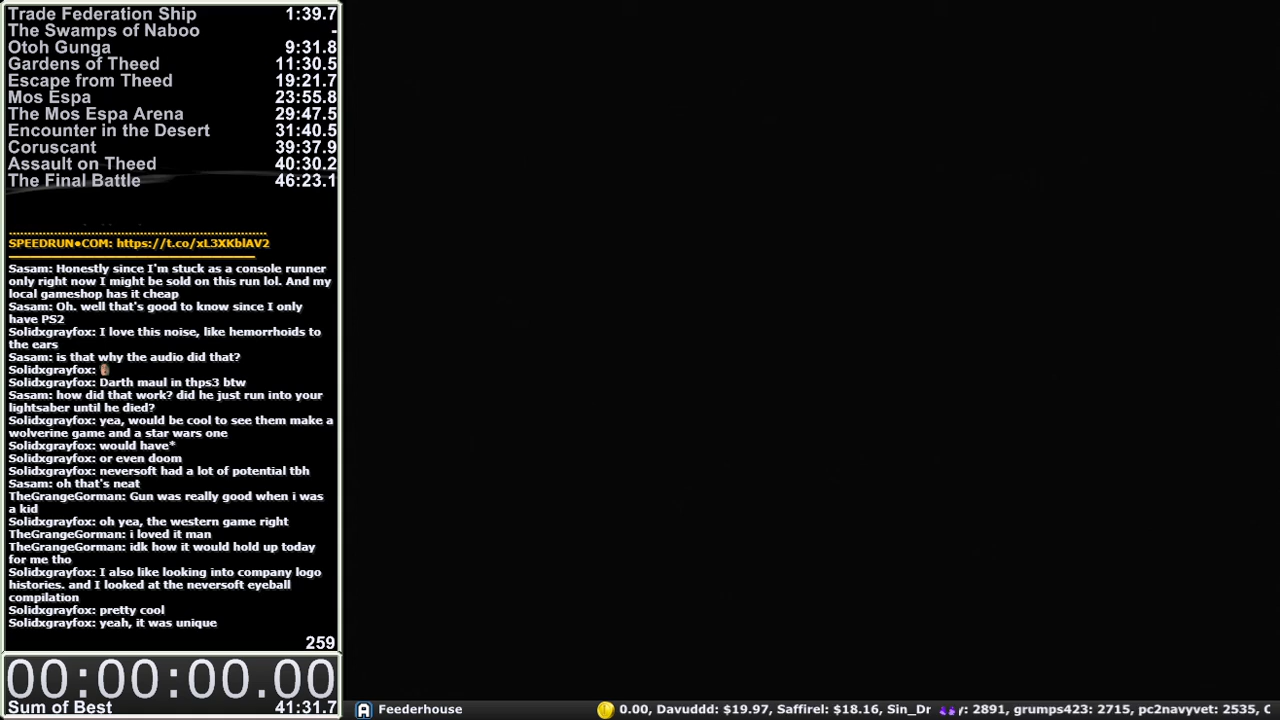 Trade Federation Ship 1:39.7
The Swamps of Naboo -
Otoh Gunga 9:31.8
Gardens of Theed 11:30.5
Escape from Theed 19:21.7
Mos Espa 23:55.8
The Mos Espa Arena 29:47.5
Encounter in the Desert 31:40.5
Coruscant 39:37.9
Assault on Theed 40:30.2
The Final Battle 46:23.1
SPEEDRUN●COM: https://t.co/xL3XKblAV2
Sasam: Honestly since I'm stuck as a console runner
only right now I might be sold on this run lol. And my
local gameshop has it cheap
Sasam: Oh. well that's good to know since I only
have PS2
Solidxgrayfox: I love this noise, like hemorrhoids to
the ears
Sasam: is that why the audio did that?
Solidxgrayfox:
Solidxgrayfox: Darth maul in thps3 btw
Sasam: how did that work? did he just run into your
lightsaber until he died?
Solidxgrayfox: yea, would be cool to see them make a
wolverine game and a star wars one
Solidxgrayfox: would have*
Solidxgrayfox: or even doom
Solidxgrayfox: neversoft had a lot of potential tbh
Sasam: oh that's neat
TheGrangeGorman: Gun was really good when i was
a kid
Solidxgrayfox: oh yea, the western game right
TheGrangeGorman: i loved it man
TheGrangeGorman: idk how it would hold up today
for me tho
Solidxgrayfox: I also like looking into company logo
histories. and I looked at the neversoft eyeball
compilation
Solidxgrayfox: pretty cool
Solidxgrayfox: yeah, it was unique
259
00:00:00.00
Sum of Best 41:31.7
Feederhouse 0.00, Davuddd: $19.97, Saffirel: $18.16, Sin_Dr y: 2891, grumps423: 2715, pc2navyvet: 2535, C